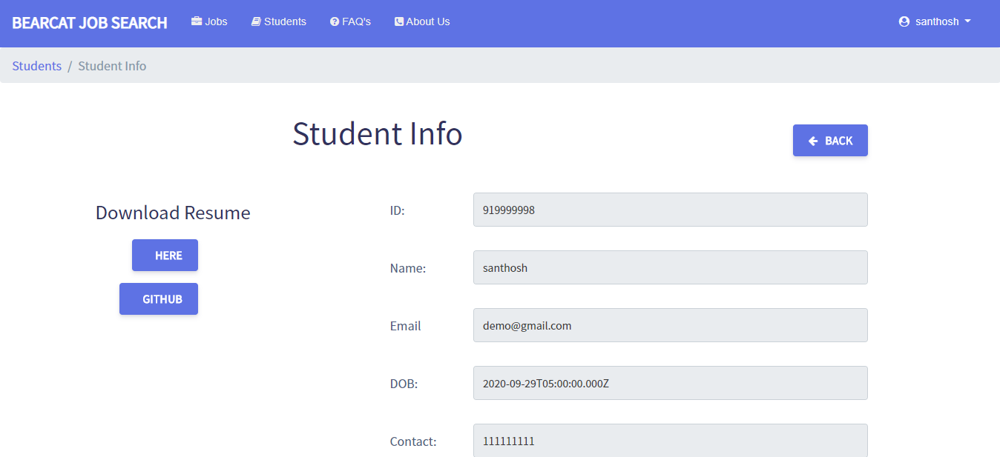 BEARCAT JOB SEARCH Jobs Students FAQ's About Us santhosh
Students / Student Info
Student Info
BACK
Download Resume
HERE
GITHUB
ID: 919999998
Name: santhosh
Email demo@gmail.com
DOB: 2020-09-29T05:00:00.000Z
Contact: 111111111